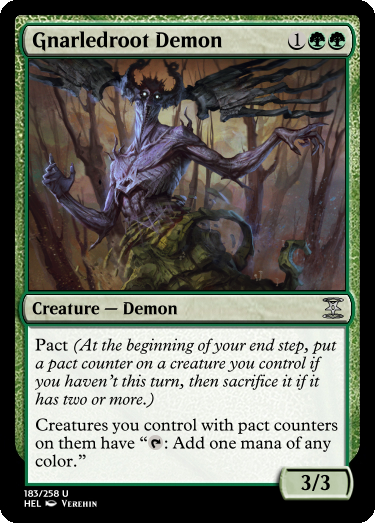 Gnarledroot Demon 1
Creature — Demon
Pact (At the beginning of your end step, put
a pact counter on a creature you control if
you haven't this turn, then sacrifice it if it
has two or more.)
Creatures you control with pact counters
on them have “: Add one mana of any
color.”
3/3
183/258 U
HEL Verehin